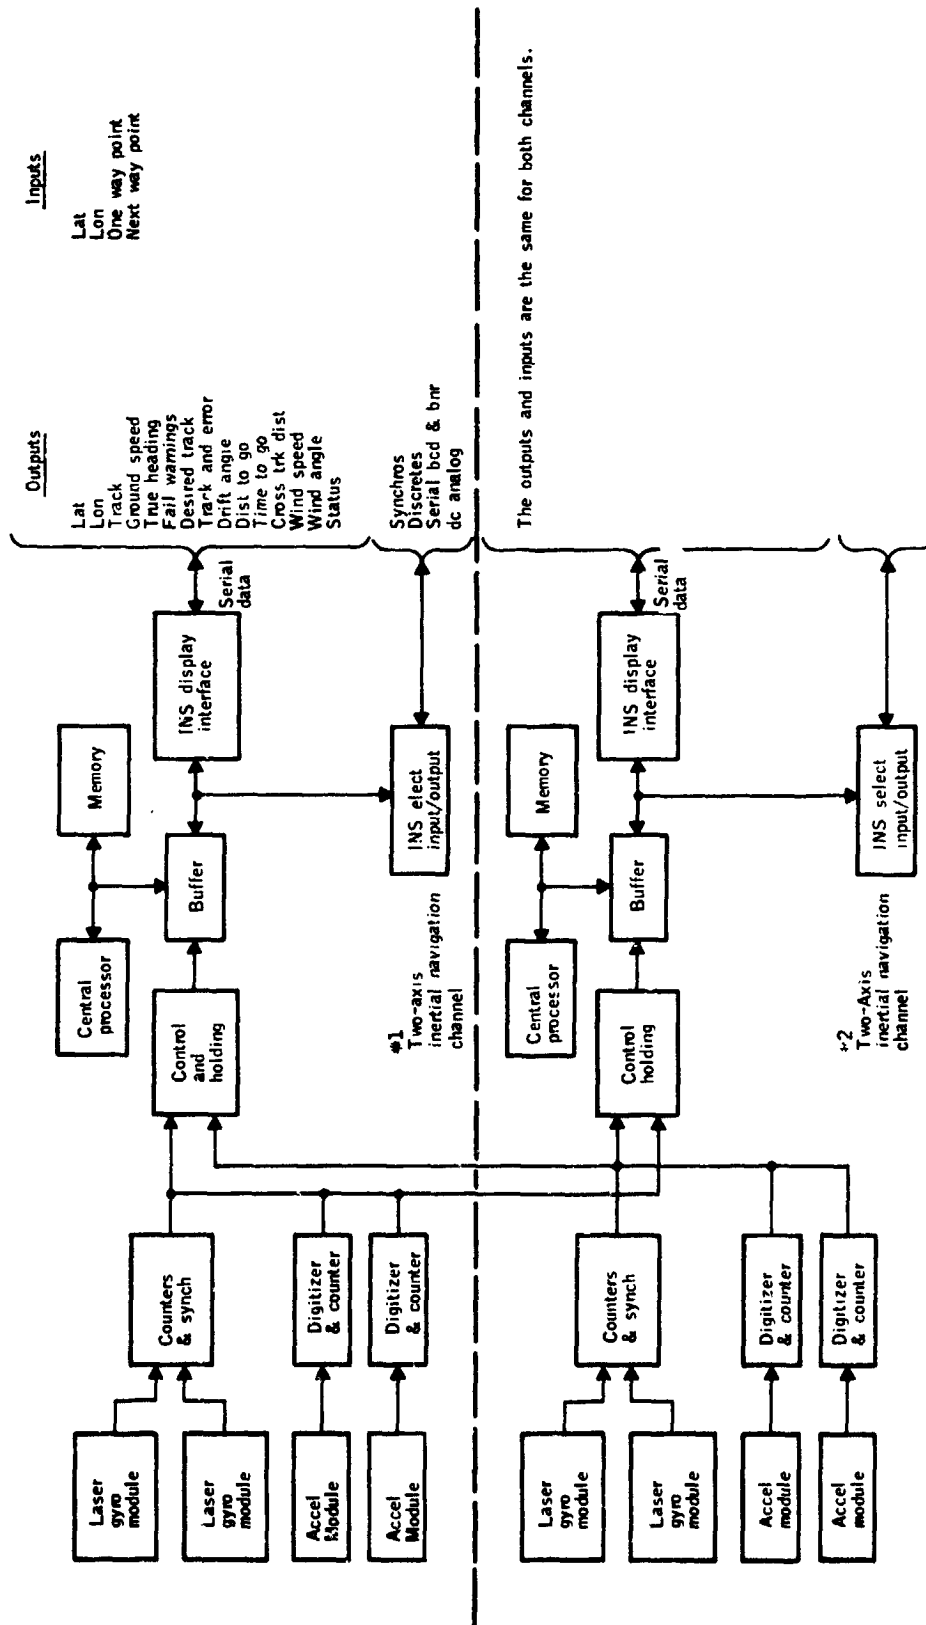 Laser
gyro
module
Laser
gyro
module
Accel
Module
Accel
Module
Counters
& synch
Digitizer
& counter
Digitizer
& counter
Control
and
holding
Central
processor
Memory
Buffer
INS display
interface
INS elect
input/output
#1
Two-axis
inertial navigation
channel
Serial
data
Outputs
Lat
Lon
Track
Ground speed
True heading
Fail warnings
Desired track
Track and error
Drift angle
Dist to go
Time to go
Cross trk dist
Wind speed
Wind angle
Status
Synchros
Discretes
Serial bcd & bnr
dc analog
Inputs
Lat
Lon
One way point
Next way point
Laser
gyro
module
Laser
gyro
module
Accel
module
Accel
module
Counters
& synch
Digitizer
& counter
Digitizer
& counter
Control
holding
Central
processor
Memory
Buffer
INS display
interface
INS select
input/output
#2
Two-Axis
inertial navigation
channel
Serial
data
The outputs and inputs are the same for both channels.